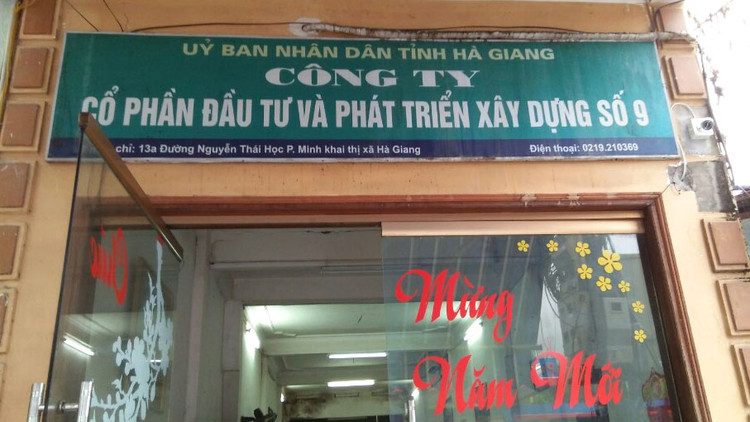 UỶ BAN NHÂN DÂN TỈNH HÀ GIANG
CÔNG TY
CỔ PHẦN ĐẦU TƯ VÀ PHÁT TRIỂN XÂY DỰNG SỐ 9
chỉ: 13a Đường Nguyễn Thái Học P. Minh khai thị xã Hà Giang Điện thoại: 0219.210369
Chúc
Mừng
Năm Mới